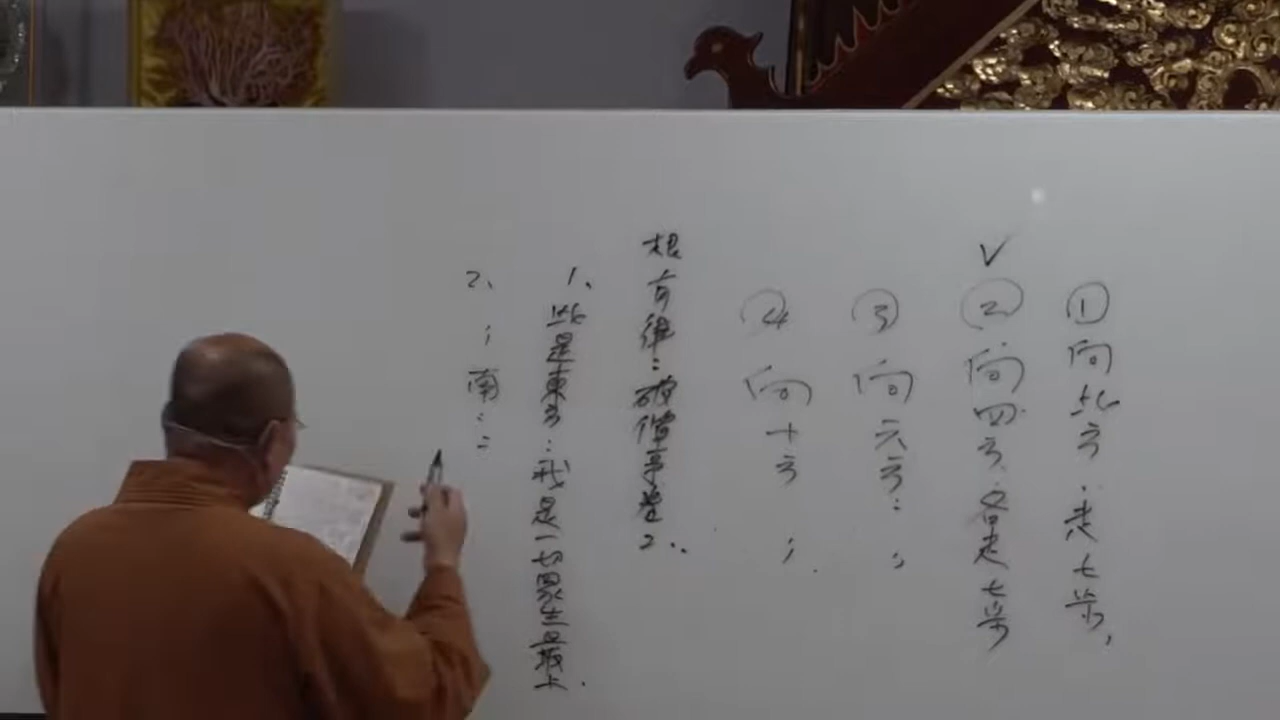 ①向北方.走七步,
✓②向四方各走七步
③向六方:〃
④向十方 〃.
根有律:破僧事卷2..
1、此是東方:我是一切眾生最上.
2、〃南:〃